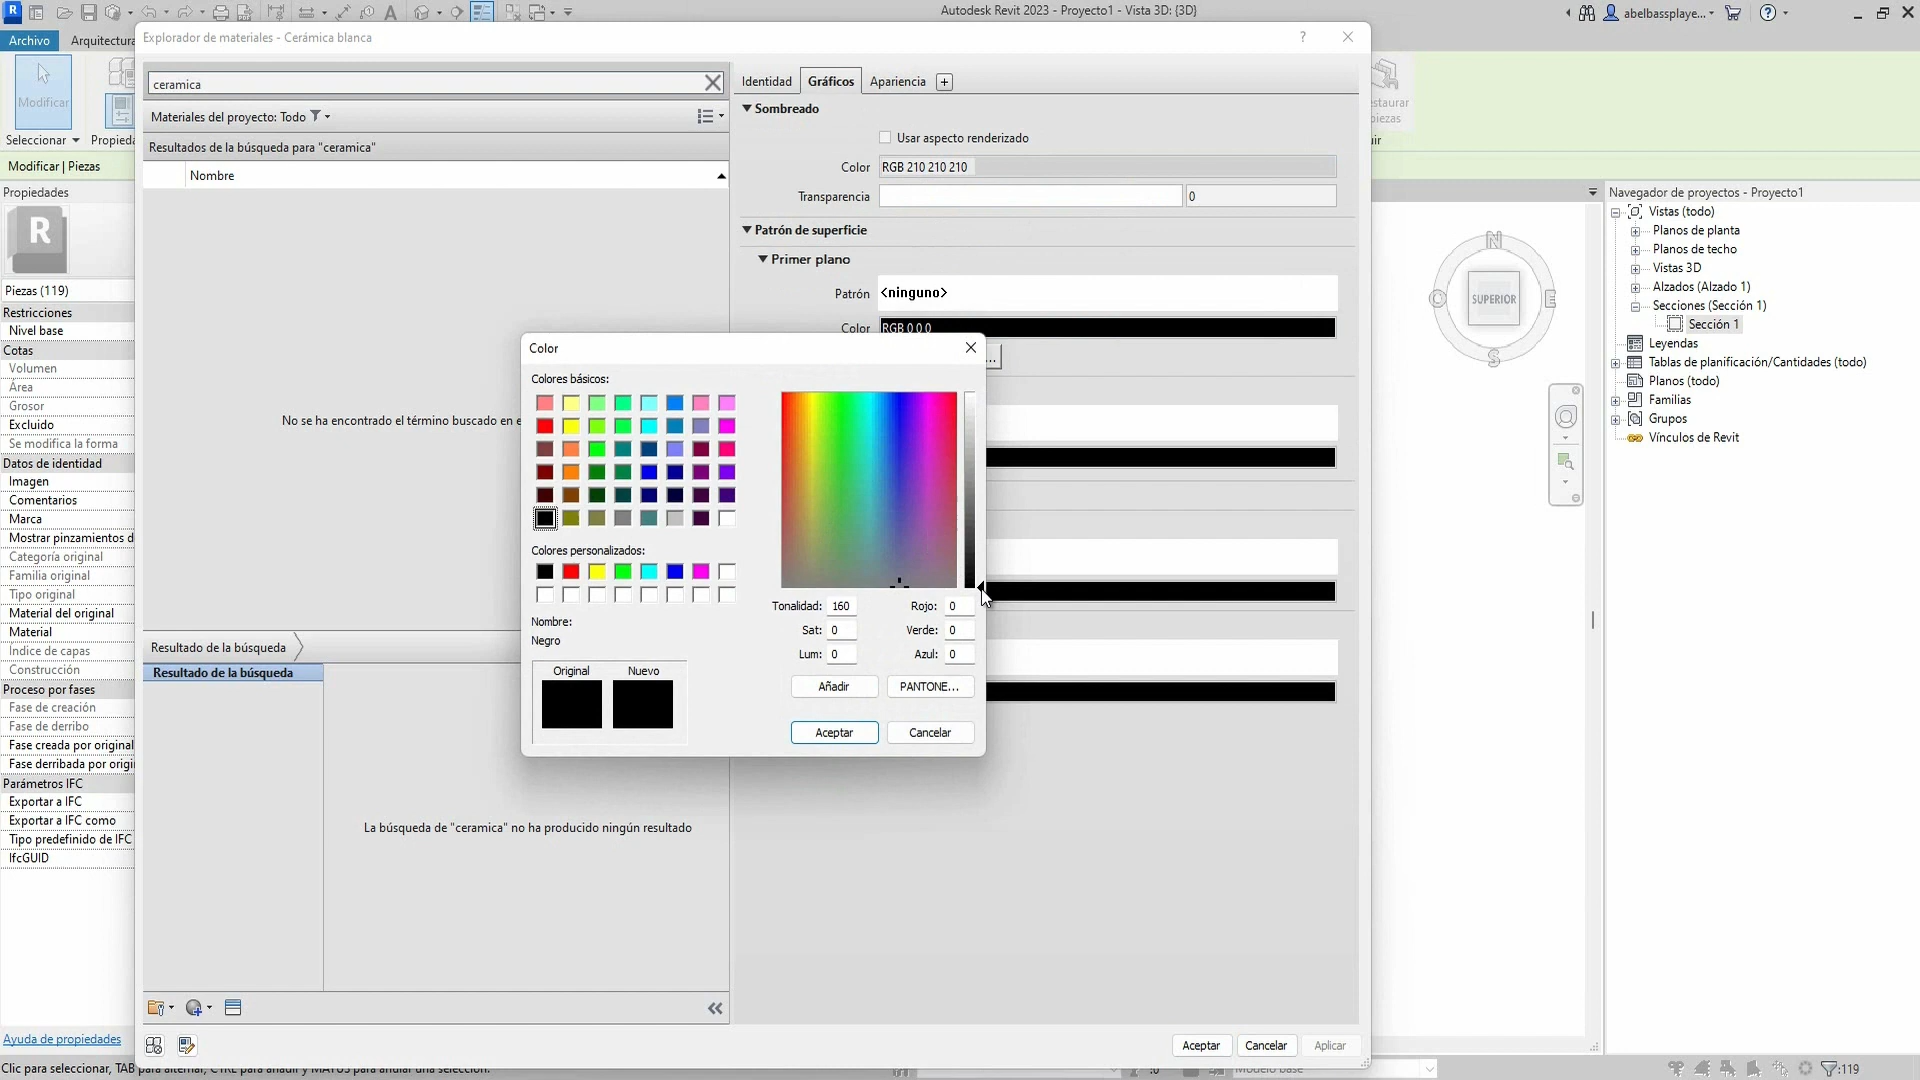 Autodesk Revit 2023 - Proyecto1 - Vista 3D: {3D}
abelbassplaye...
Archivo
Arquitectura
Explorador de materiales - Cerámica blanca
Modificar
Seleccionar
Modificar | Piezas
Propiedades
R
Piezas (119)
Restricciones
Nivel base
Cotas
Volumen
Área
Grosor
Excluido
Se modifica la forma
Datos de identidad
Imagen
Comentarios
Marca
Mostrar pinzamientos d
Categoría original
Familia original
Tipo original
Material del original
Material
Índice de capas
Construcción
Proceso por fases
Fase de creación
Fase de derribo
Fase creada por original
Fase derribada por origi
Parámetros IFC
Exportar a IFC
Exportar a IFC como
Tipo predefinido de IFC
IfcGUID
Ayuda de propiedades
ceramica
Materiales del proyecto: Todo
Resultados de la búsqueda para "ceramica"
Nombre
No se ha encontrado el término buscado en e
Resultado de la búsqueda
Resultado de la búsqueda
La búsqueda de "ceramica" no ha producido ningún resultado
Identidad
Gráficos
Apariencia
Sombreado
Usar aspecto renderizado
Color RGB 210 210 210
Transparencia 0
Patrón de superficie
Primer plano
Patrón <ninguno>
Color RGB 0 0 0
...
Color
Colores básicos:
Colores personalizados:
Nombre:
Negro
Original Nuevo
Tonalidad: 160 Rojo: 0
Sat: 0 Verde: 0
Lum: 0 Azul: 0
Añadir PANTONE...
Aceptar Cancelar
Aceptar Cancelar Aplicar
Navegador de proyectos - Proyecto1
Vistas (todo)
Planos de planta
Planos de techo
Vistas 3D
Alzados (Alzado 1)
Secciones (Sección 1)
Sección 1
Leyendas
Tablas de planificación/Cantidades (todo)
Planos (todo)
Familias
Grupos
Vínculos de Revit
N
O
E
S
SUPERIOR
:119